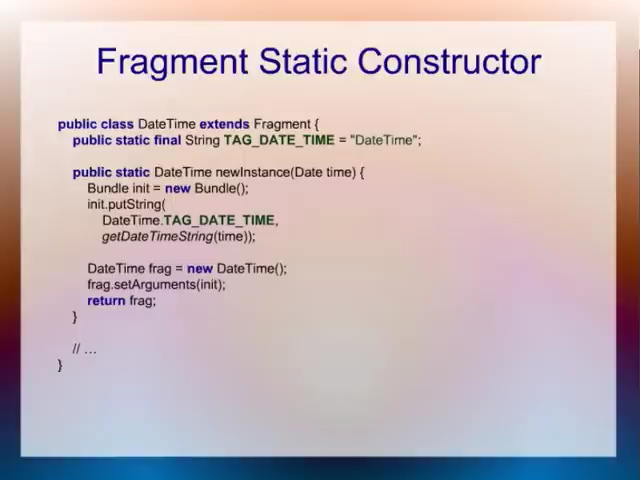 Fragment Static Constructor
public class DateTime extends Fragment {
public static final String TAG_DATE_TIME = "DateTime";
public static DateTime newInstance(Date time) {
Bundle init = new Bundle();
init.putString(
DateTime.TAG_DATE_TIME,
getDateTimeString(time));
DateTime frag = new DateTime();
frag.setArguments(init);
return frag;
}
// …
}